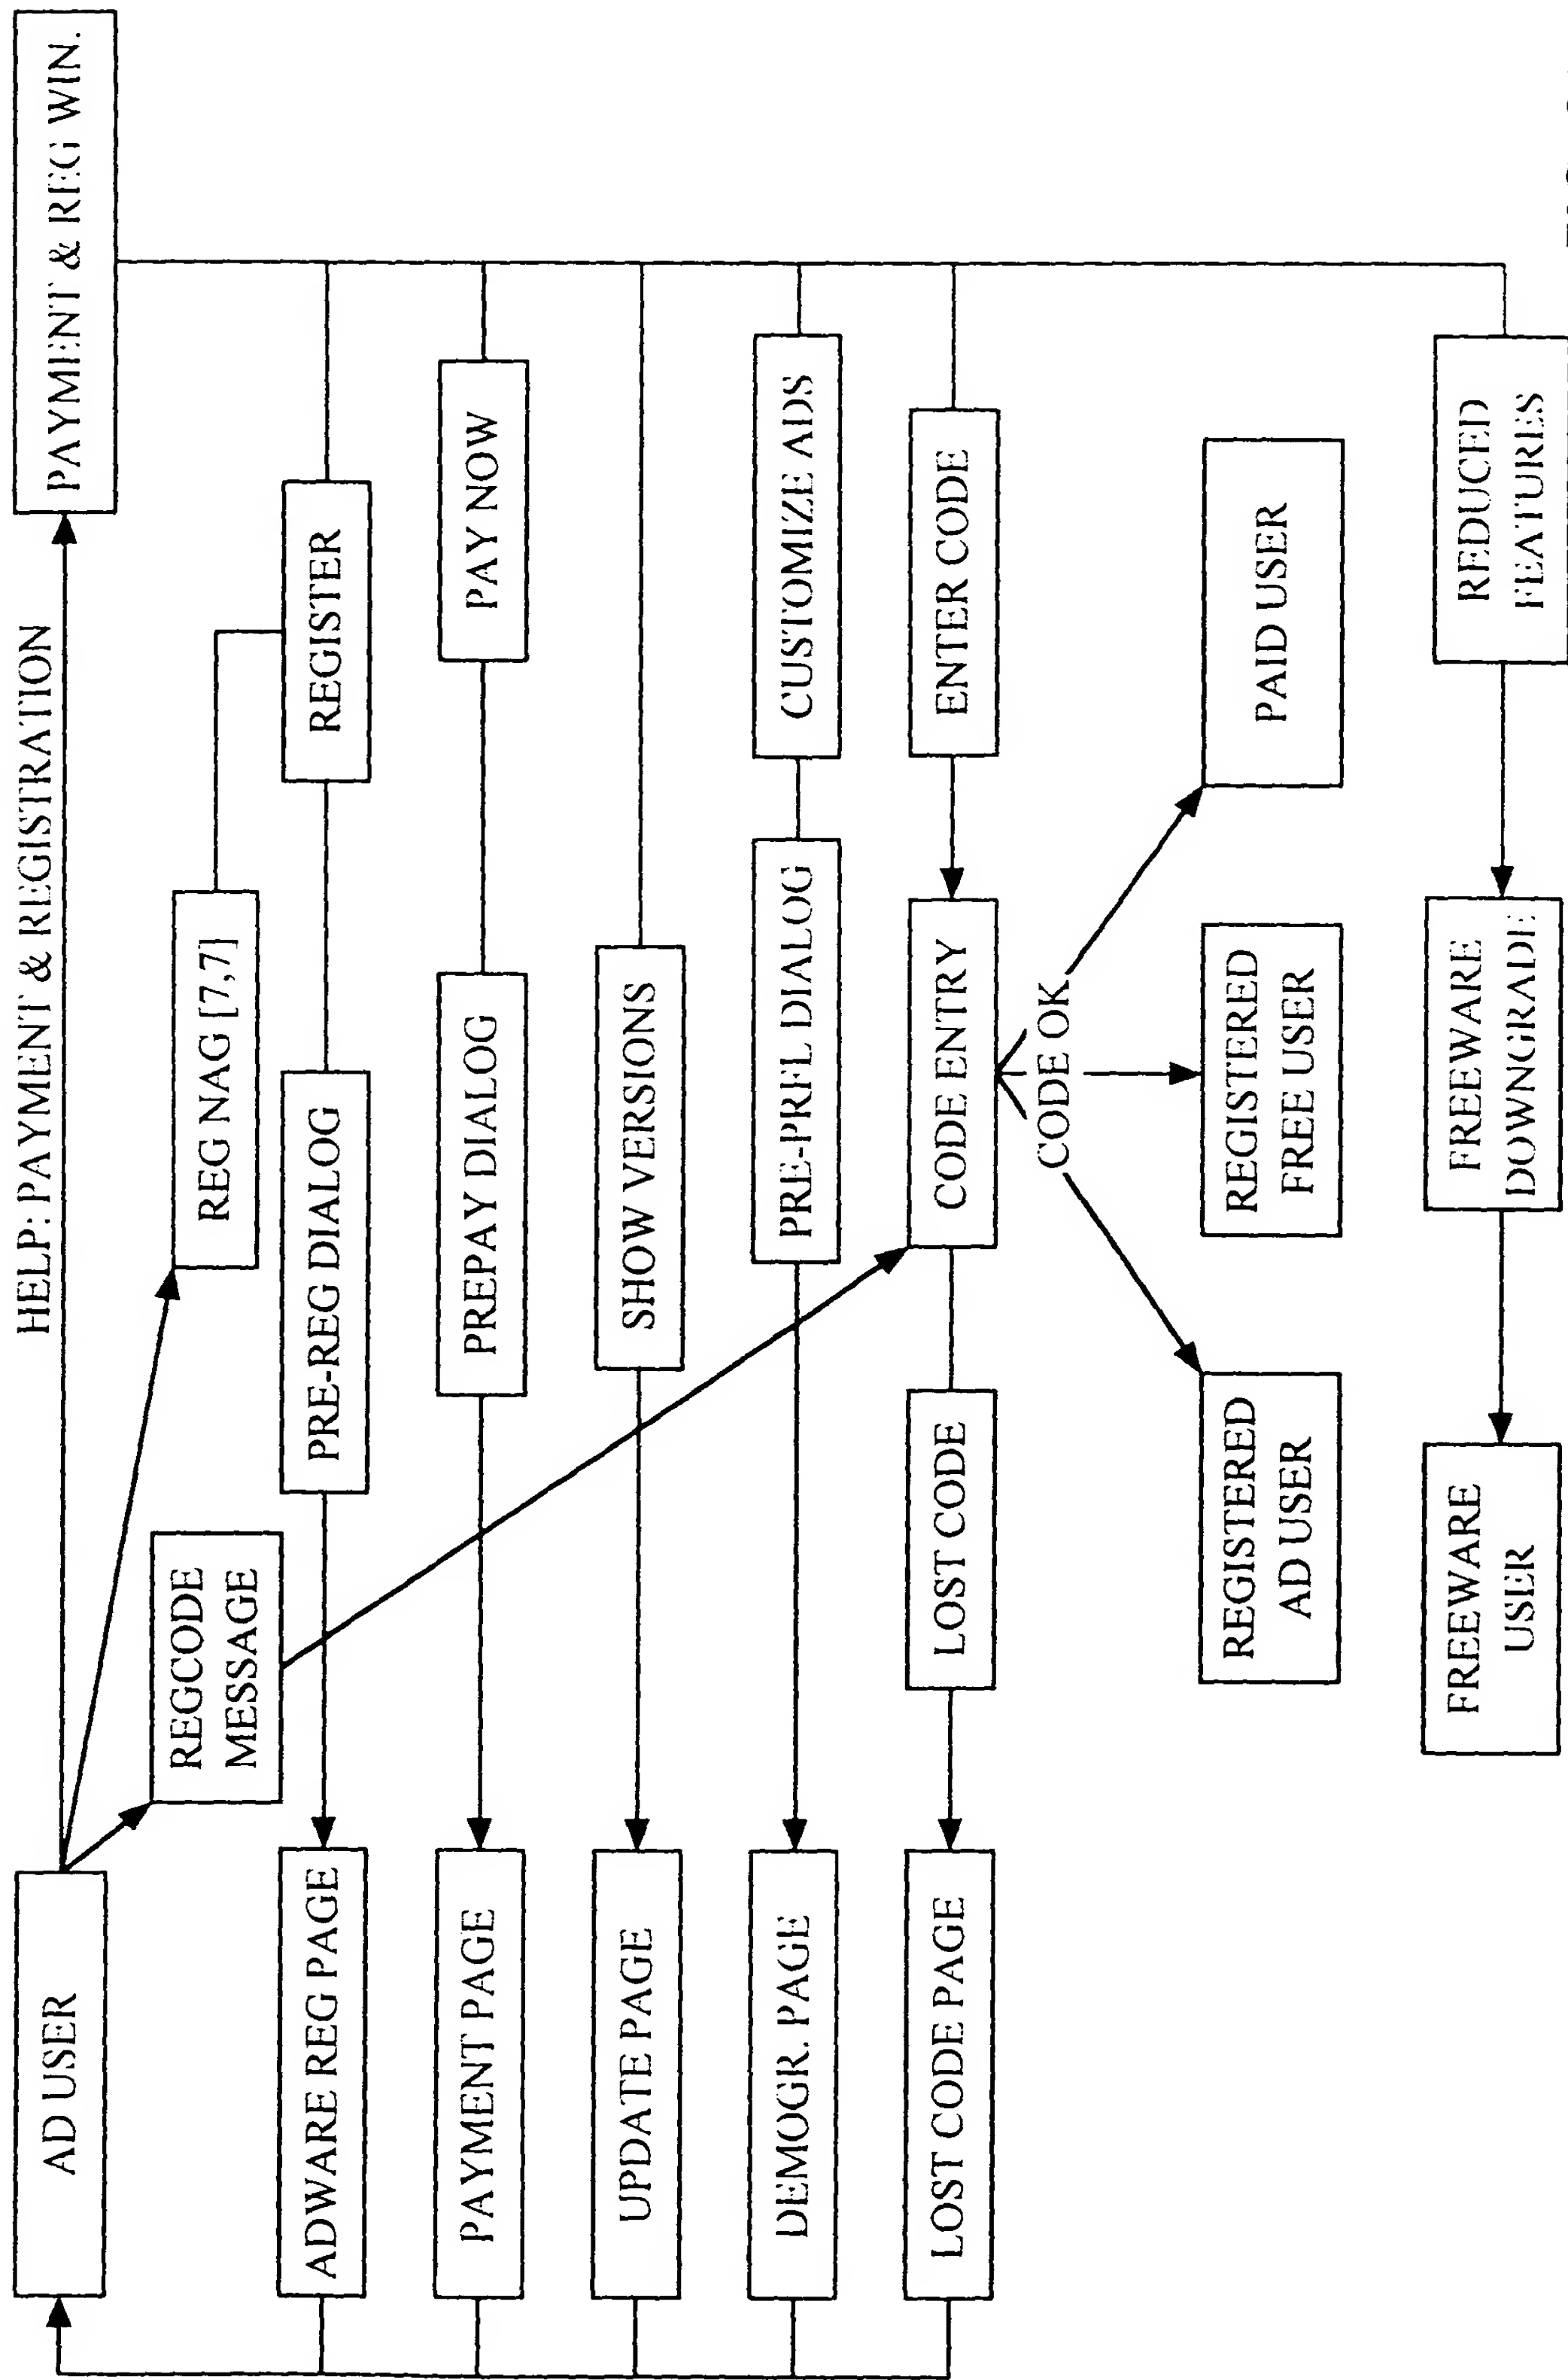 HELP: PAYMENT & REGISTRATION
AD USER
PAYMENT & REG WIN.
REGCODE
MESSAGE
REG NAG [7,7]
ADWARE REG PAGE
PRE-REG DIALOG
REGISTER
PAYMENT PAGE
PREPAY DIALOG
PAY NOW
UPDATE PAGE
SHOW VERSIONS
DEMOGR. PAGE
PRE-PRFL DIALOG
CUSTOMIZE ADS
LOST CODE PAGE
LOST CODE
CODE ENTRY
ENTER CODE
CODE OK
REGISTERED
AD USER
REGISTERED
FREE USER
PAID USER
FREEWARE
USER
FREEWARE
DOWNGRADE
REDUCED
FEATURES